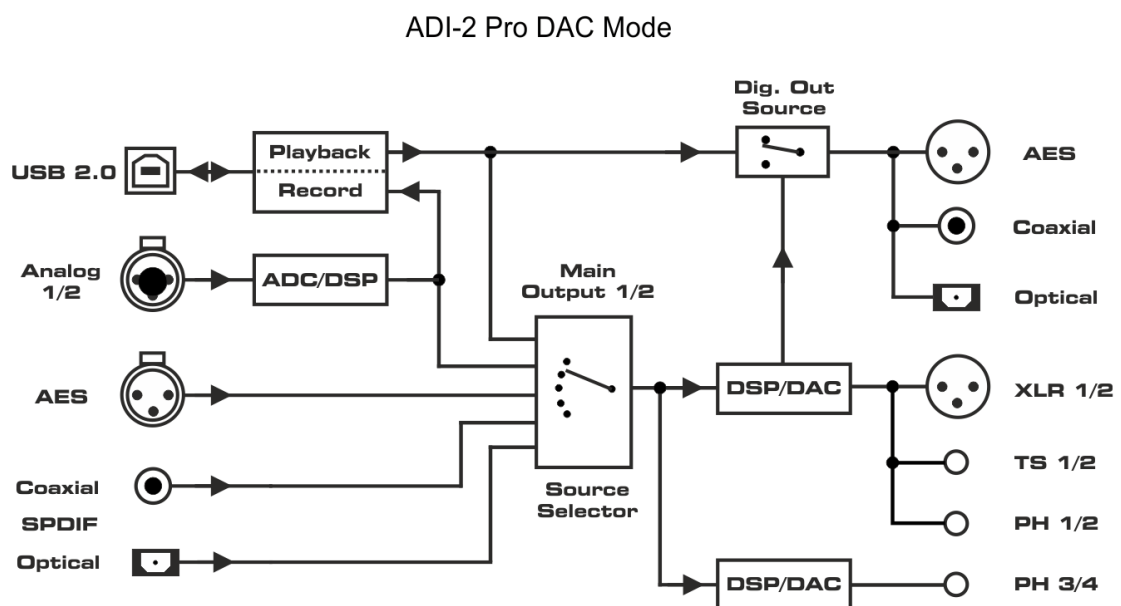 ADI-2 Pro DAC Mode
Dig. Out
Source
USB 2.0
Playback
Record
AES
Coaxial
Analog
1/2
ADC/DSP
Main
Output 1/2
Optical
AES
DSP/DAC
XLR 1/2
TS 1/2
Coaxial
SPDIF
Optical
Source
Selector
PH 1/2
DSP/DAC
PH 3/4